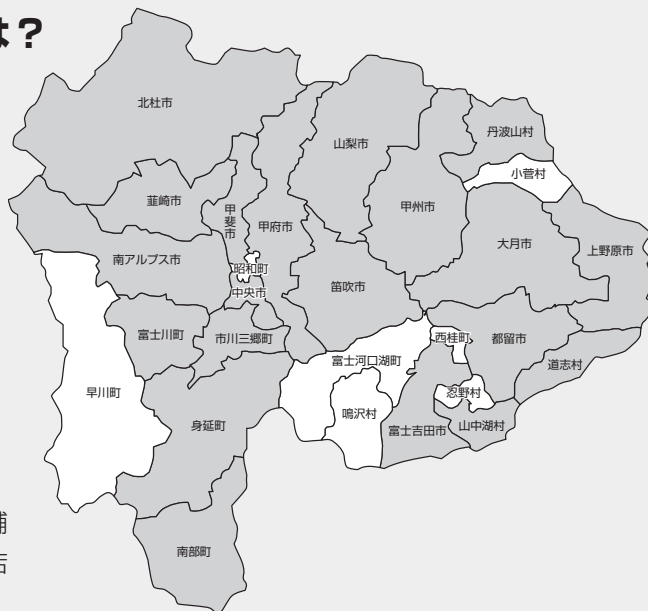 は？
北杜市
丹波山村
山梨市
小菅村
韮崎市
甲斐市
甲府市
甲州市
大月市
上野原市
南アルプス市
昭和町
中央市
笛吹市
富士川町
市川三郷町
西桂町
都留市
富士河口湖町
道志村
早川町
忍野村
鳴沢村
身延町
富士吉田市
山中湖村
南部町